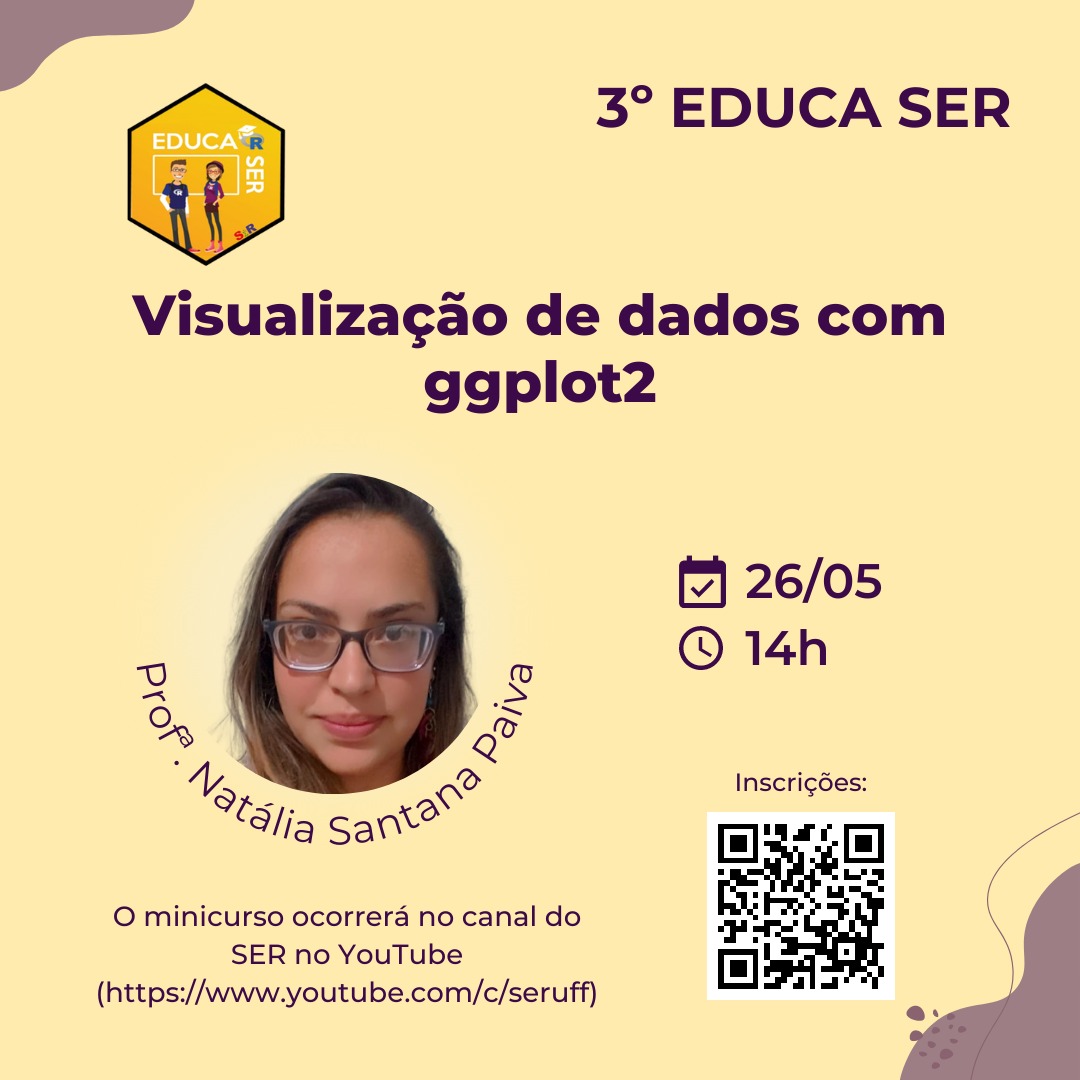 3º EDUCA SER
EDUCA R
SER
R
SER
Visualização de dados com
ggplot2
26/05
14h
Profª. Natália Santana Paiva
Inscrições:
O minicurso ocorrerá no canal do
SER no YouTube
(https://www.youtube.com/c/seruff)